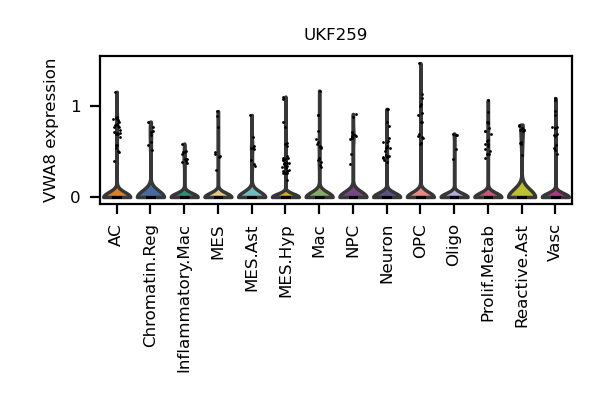 UKF259
VWA8 expression
1
0
AC
Chromatin.Reg
Inflammatory.Mac
MES
MES.Ast
MES.Hyp
Mac
NPC
Neuron
OPC
Oligo
Prolif.Metab
Reactive.Ast
Vasc